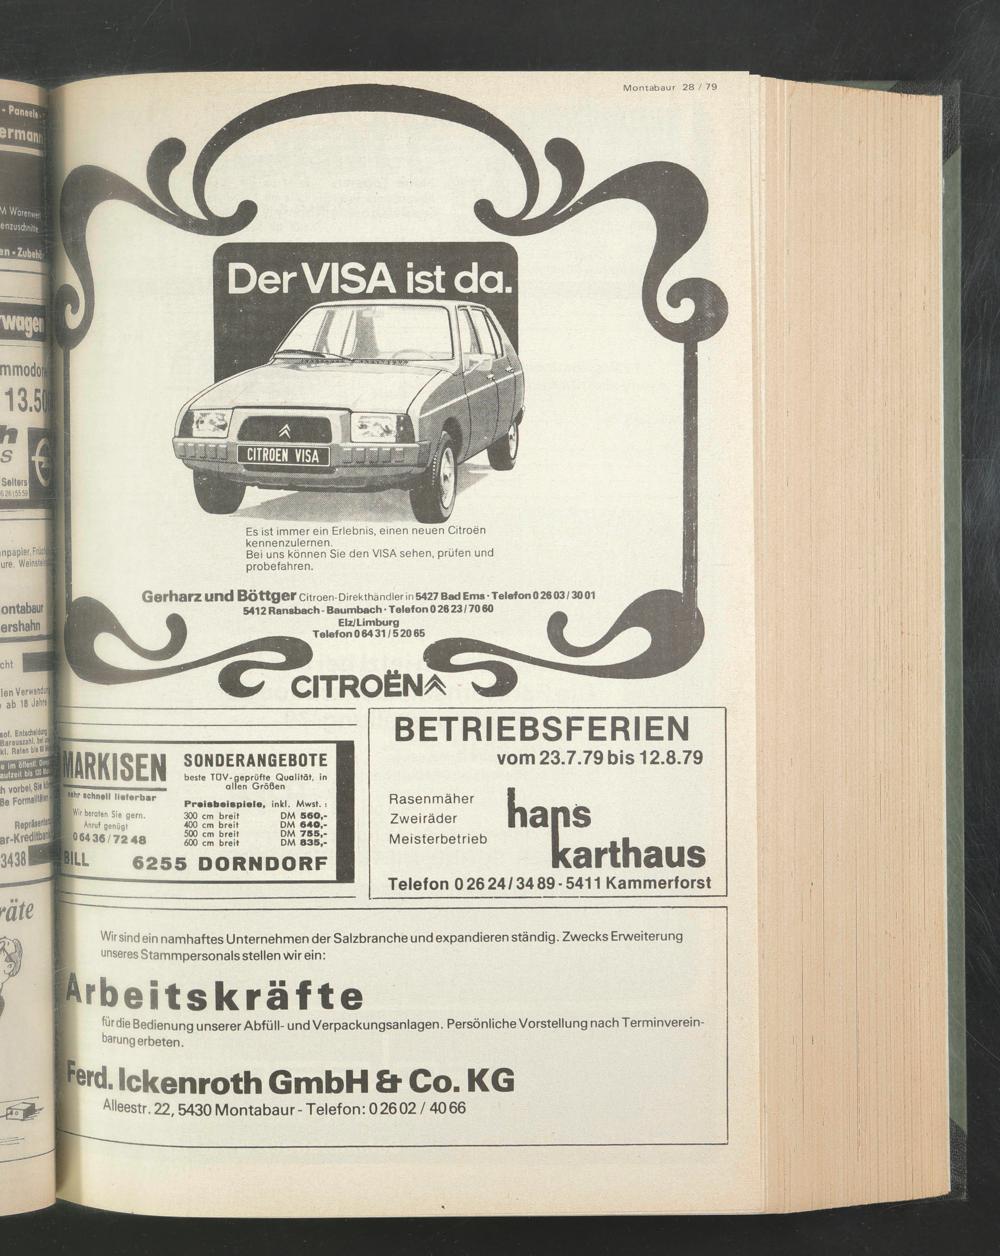 Montabaur 28 / 79
Der VISA ist da.
CITROEN VISA
Es ist immer ein Erlebnis, einen neuen Citroën
kennenzulernen.
Bei uns können Sie den VISA sehen, prüfen und
probefahren.
Gerharz und Böttger Citroen-Direkthändler in 5427 Bad Ems · Telefon 0 26 03 / 30 01
5412 Ransbach - Baumbach · Telefon 0 26 23 / 70 60
Elz/Limburg
Telefon 0 64 31 / 5 20 65
CITROËN
MARKISEN
sehr schnell lieferbar
Wir beraten Sie gern.
Anruf genügt
0 64 36 / 72 48
BILL
SONDERANGEBOTE
beste TÜV-geprüfte Qualität, in
allen Größen
Preisbeispiele, inkl. Mwst. :
300 cm breit DM 560,-
400 cm breit DM 640,-
500 cm breit DM 755,-
600 cm breit DM 835,-
6255 DORNDORF
BETRIEBSFERIEN
vom 23.7.79 bis 12.8.79
Rasenmäher
Zweiräder
Meisterbetrieb
hans
karthaus
Telefon 0 26 24 / 34 89 - 5411 Kammerforst
Wir sind ein namhaftes Unternehmen der Salzbranche und expandieren ständig. Zwecks Erweiterung
unseres Stammpersonals stellen wir ein:
Arbeitskräfte
für die Bedienung unserer Abfüll- und Verpackungsanlagen. Persönliche Vorstellung nach Terminverein-
barung erbeten.
Ferd. Ickenroth GmbH & Co. KG
Alleestr. 22, 5430 Montabaur - Telefon: 0 26 02 / 40 66